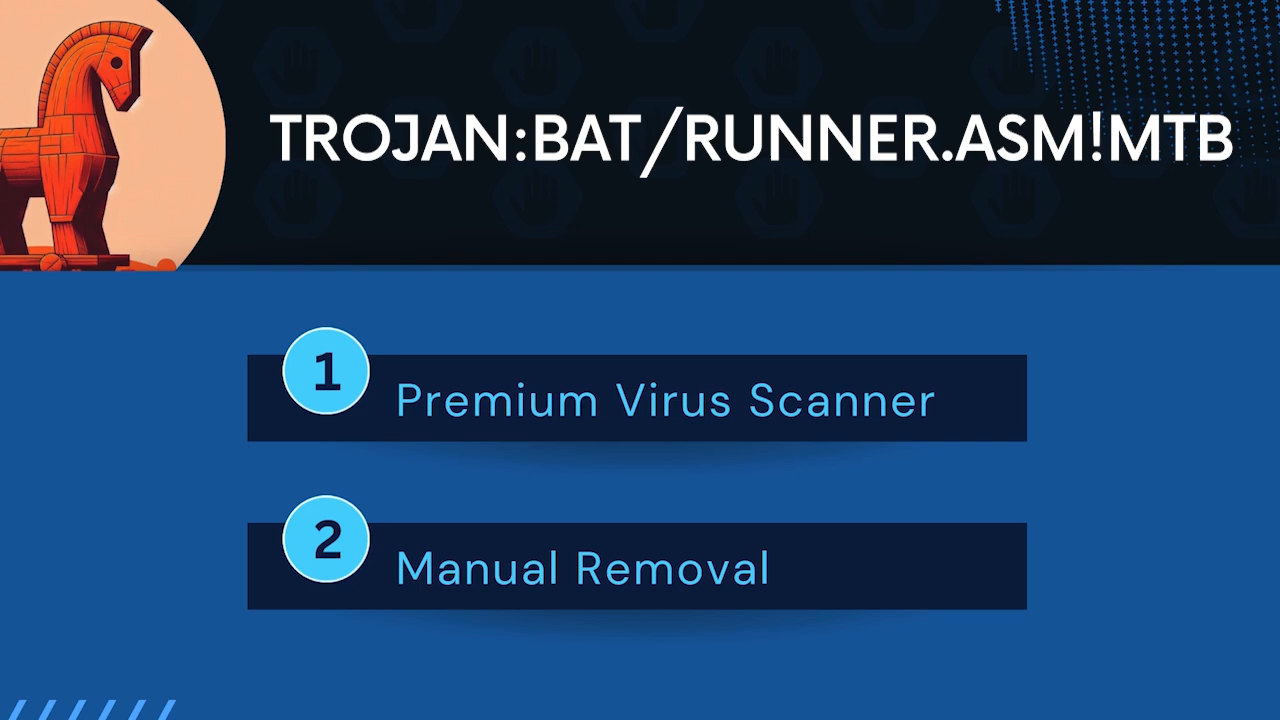 TROJAN:BAT/RUNNER.ASM!MTB
1
Premium Virus Scanner
2
Manual Removal